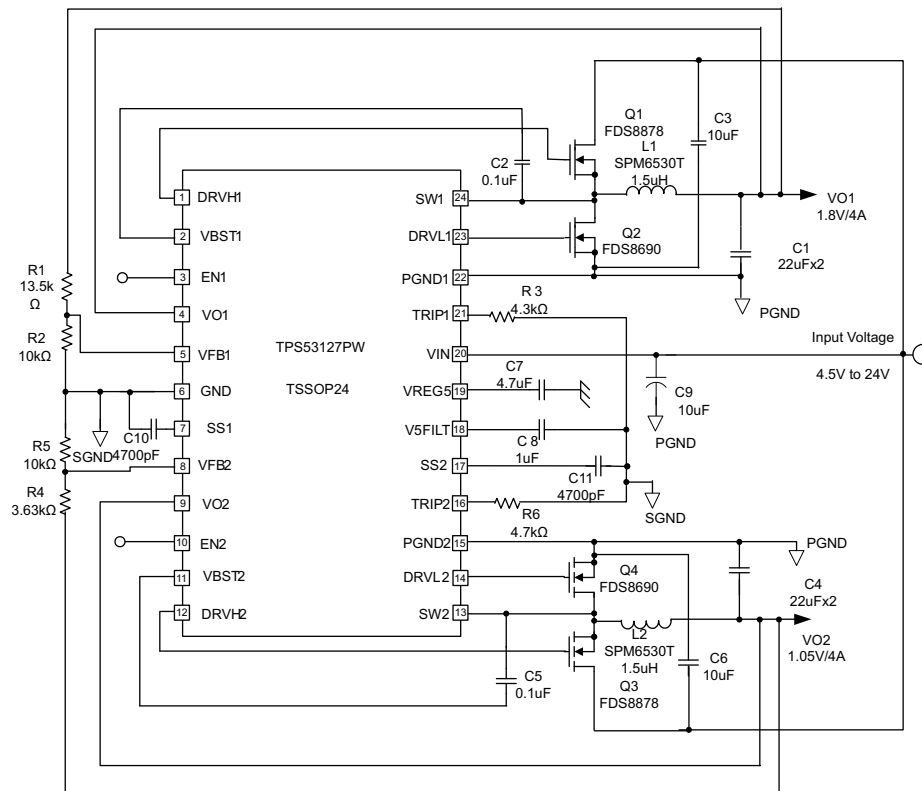 Q1
FDS8878
L1
SPM6530T
1.5uH
C3
10uF
C2
0.1uF
VO1
1.8V/4A
Q2
FDS8690
C1
22uFx2
PGND
R1
13.5k
Ω
R2
10kΩ
R5
10kΩ
R4
3.63kΩ
SGND
C10
4700pF
1 DRVH1
2 VBST1
3 EN1
4 VO1
5 VFB1
6 GND
7 SS1
8 VFB2
9 VO2
10 EN2
11 VBST2
12 DRVH2
TPS53127PW
TSSOP24
SW1 24
DRVL1 23
PGND1 22
TRIP1 21
VIN 20
VREG5 19
V5FILT 18
SS2 17
TRIP2 16
PGND2 15
DRVL2 14
SW2 13
R 3
4.3kΩ
C7
4.7uF
C 8
1uF
C11
4700pF
R6
4.7kΩ
SGND
C9
10uF
PGND
Input Voltage
4.5V to 24V
PGND
Q4
FDS8690
C4
22uFx2
VO2
1.05V/4A
L2
SPM6530T
1.5uH
Q3
FDS8878
C6
10uF
C5
0.1uF